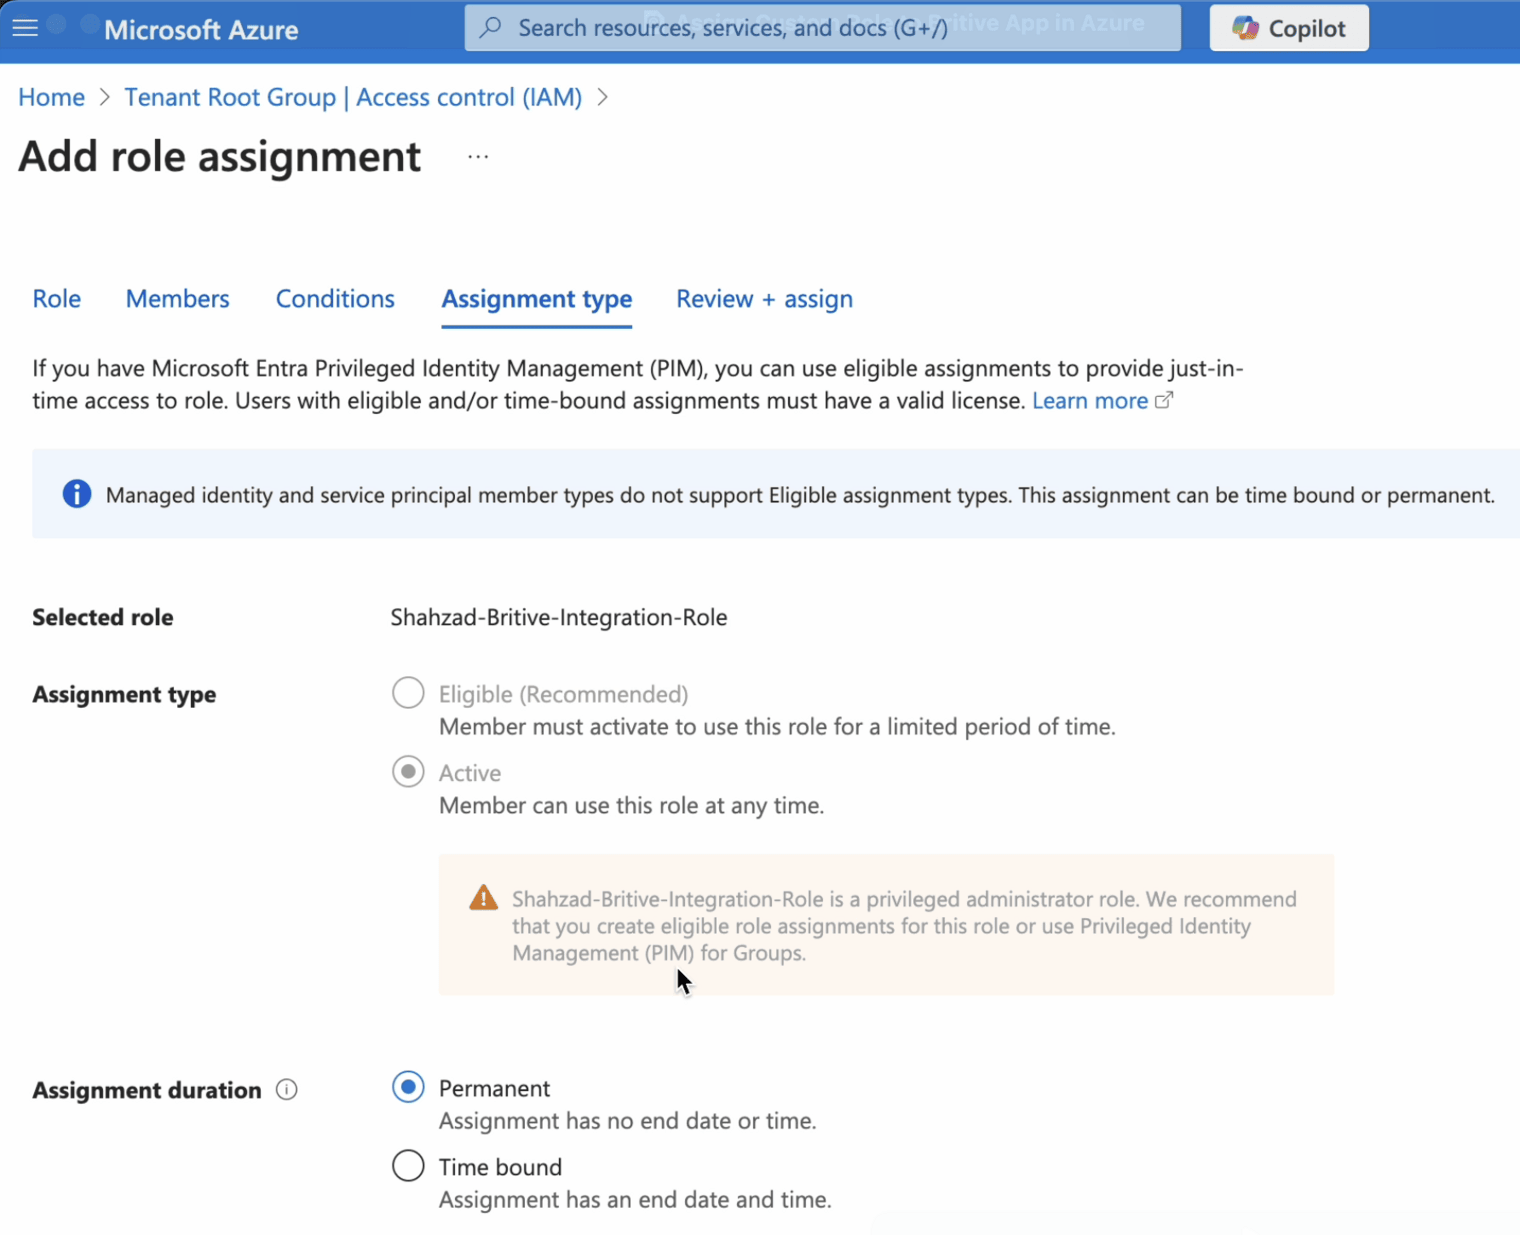 Microsoft Azure
Search resources, services, and docs (G+/)
Britive App in Azure
Copilot
Home > Tenant Root Group | Access control (IAM) >
Add role assignment ...
Role Members Conditions Assignment type Review + assign
If you have Microsoft Entra Privileged Identity Management (PIM), you can use eligible assignments to provide just-in-
time access to role. Users with eligible and/or time-bound assignments must have a valid license. Learn more
Managed identity and service principal member types do not support Eligible assignment types. This assignment can be time bound or permanent.
Selected role Shahzad-Britive-Integration-Role
Assignment type Eligible (Recommended)
Member must activate to use this role for a limited period of time.
Active
Member can use this role at any time.
Shahzad-Britive-Integration-Role is a privileged administrator role. We recommend
that you create eligible role assignments for this role or use Privileged Identity
Management (PIM) for Groups.
Assignment duration Permanent
Assignment has no end date or time.
Time bound
Assignment has an end date and time.